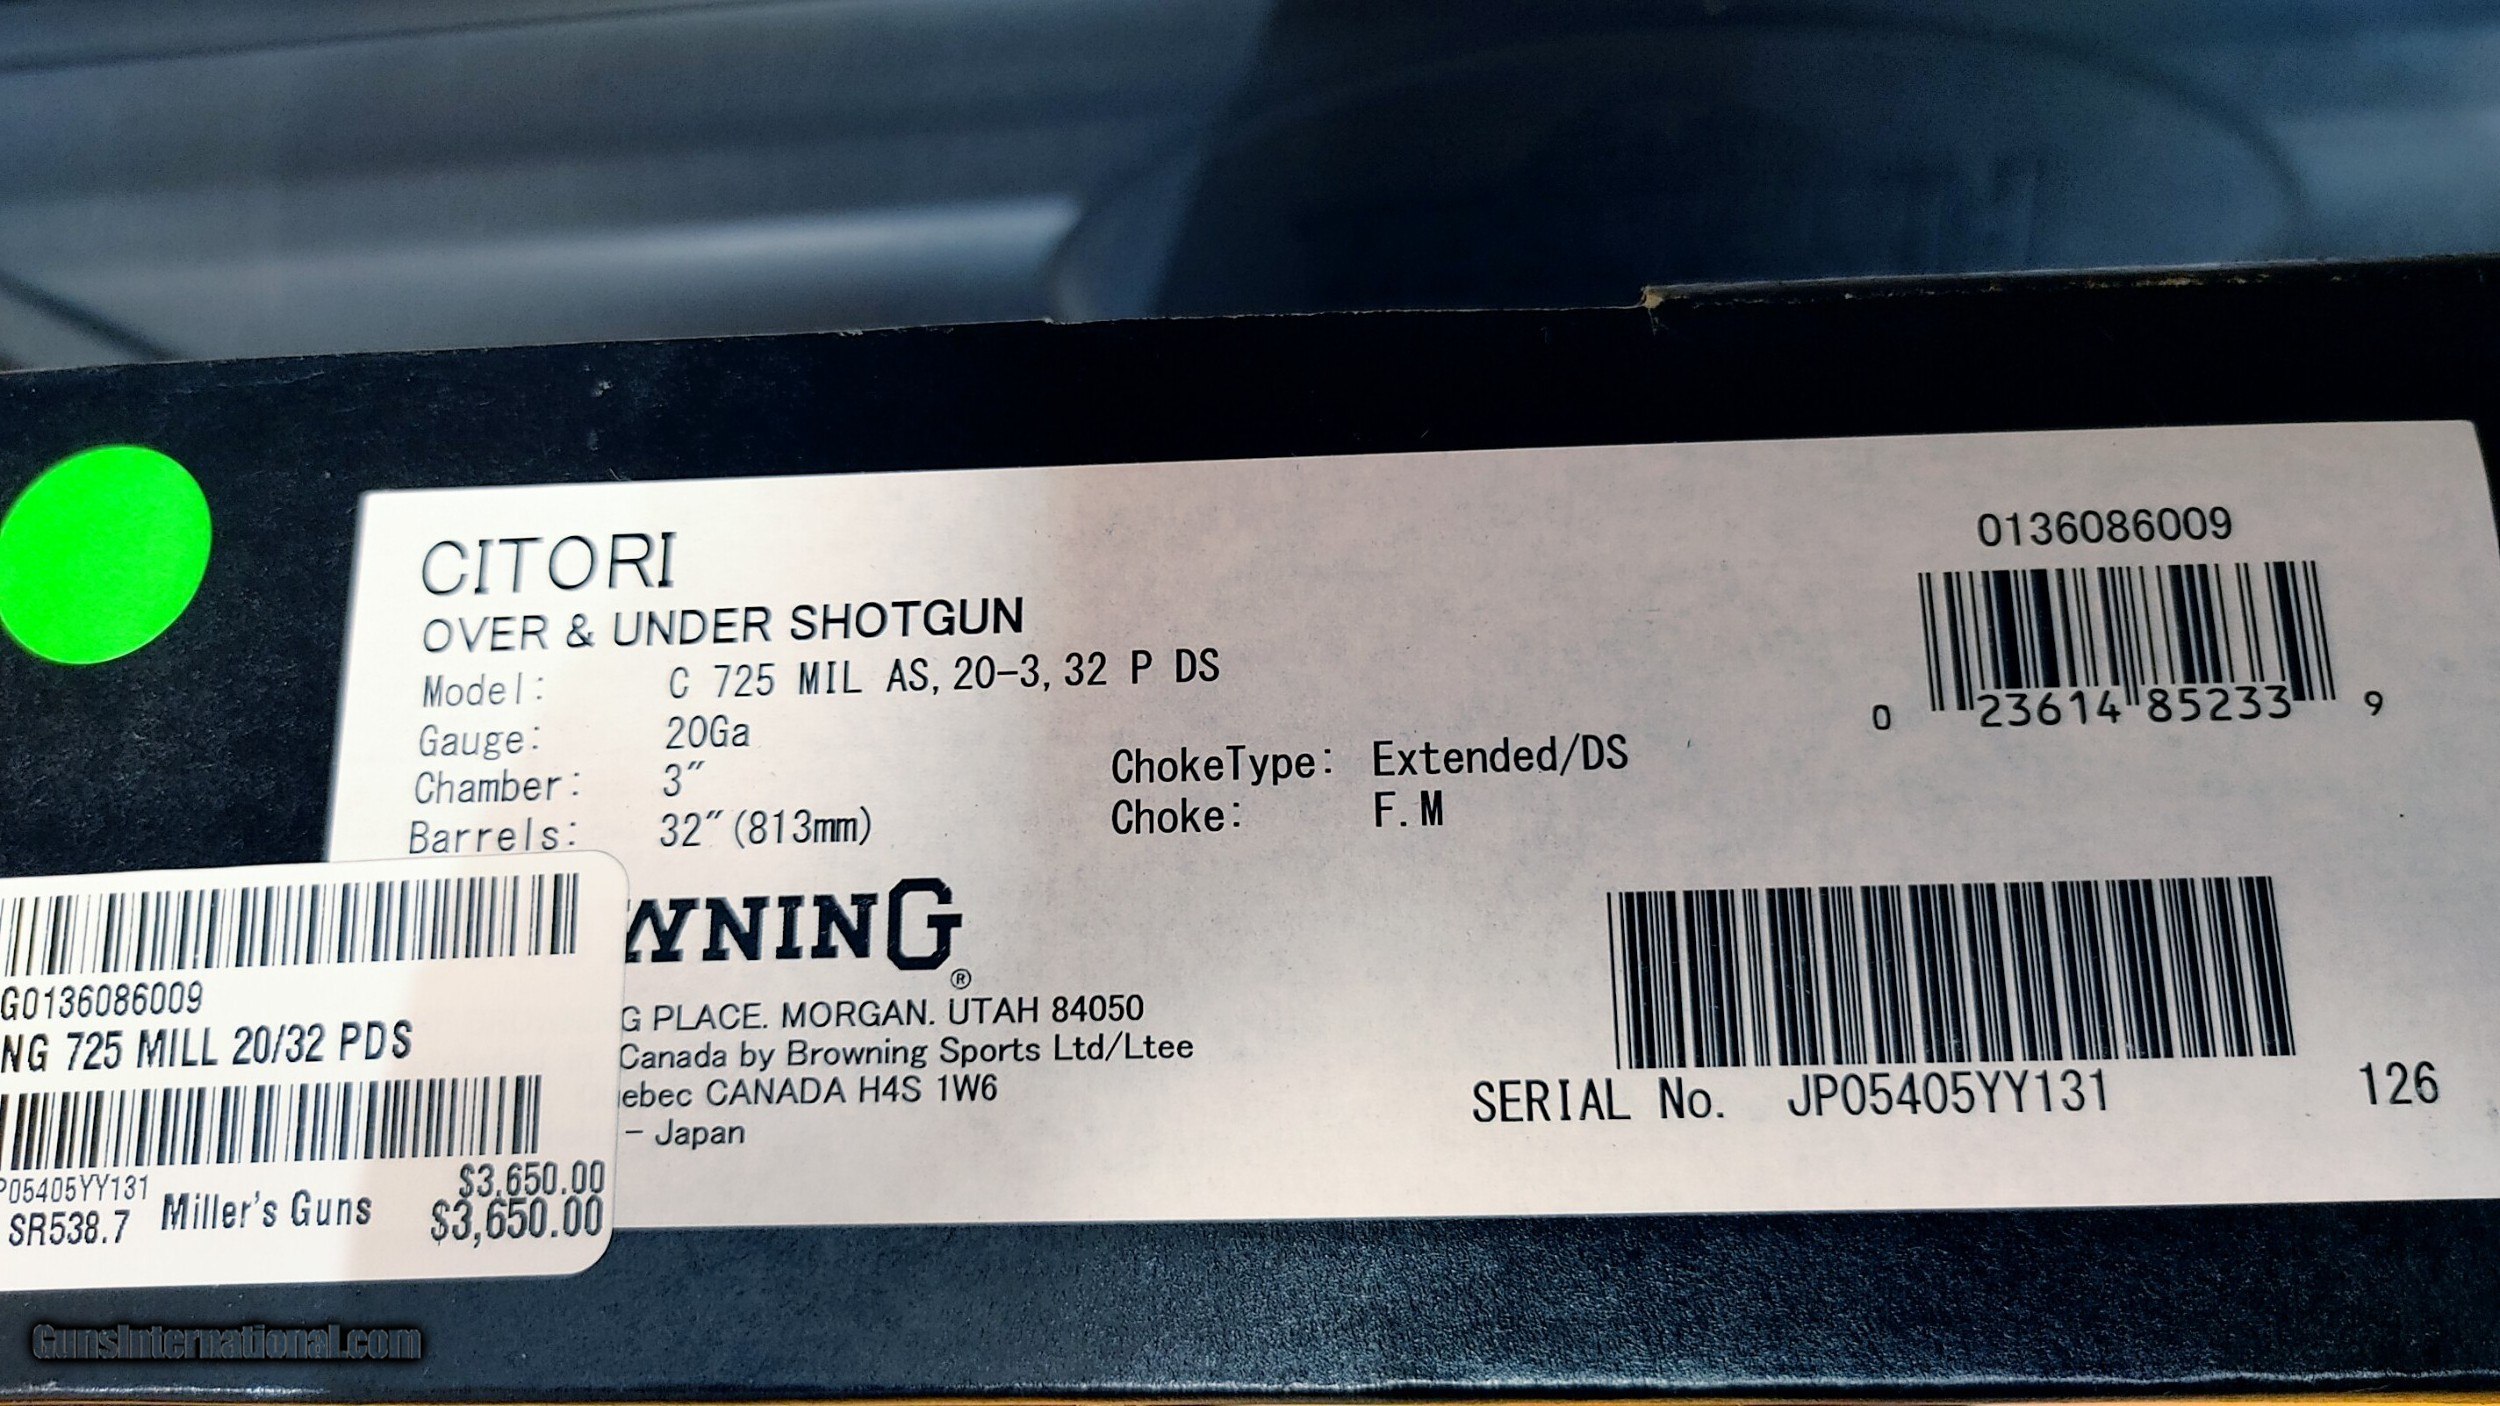 CITORI
OVER & UNDER SHOTGUN
Model: C 725 MIL AS, 20-3, 32 P DS
Gauge: 20Ga
Chamber: 3"
Barrels: 32"(813mm)
ChokeType: Extended/DS
Choke: F.M
0136086009
0 23614 85233 9
WNING®
G PLACE. MORGAN. UTAH 84050
Canada by Browning Sports Ltd/Ltee
ebec CANADA H4S 1W6
- Japan
SERIAL No. JP05405YY131 126
G0136086009
NG 725 MILL 20/32 PDS
P05405YY131
SR538.7 Miller's Guns
$3,650.00
$3,650.00
GunsInternational.com